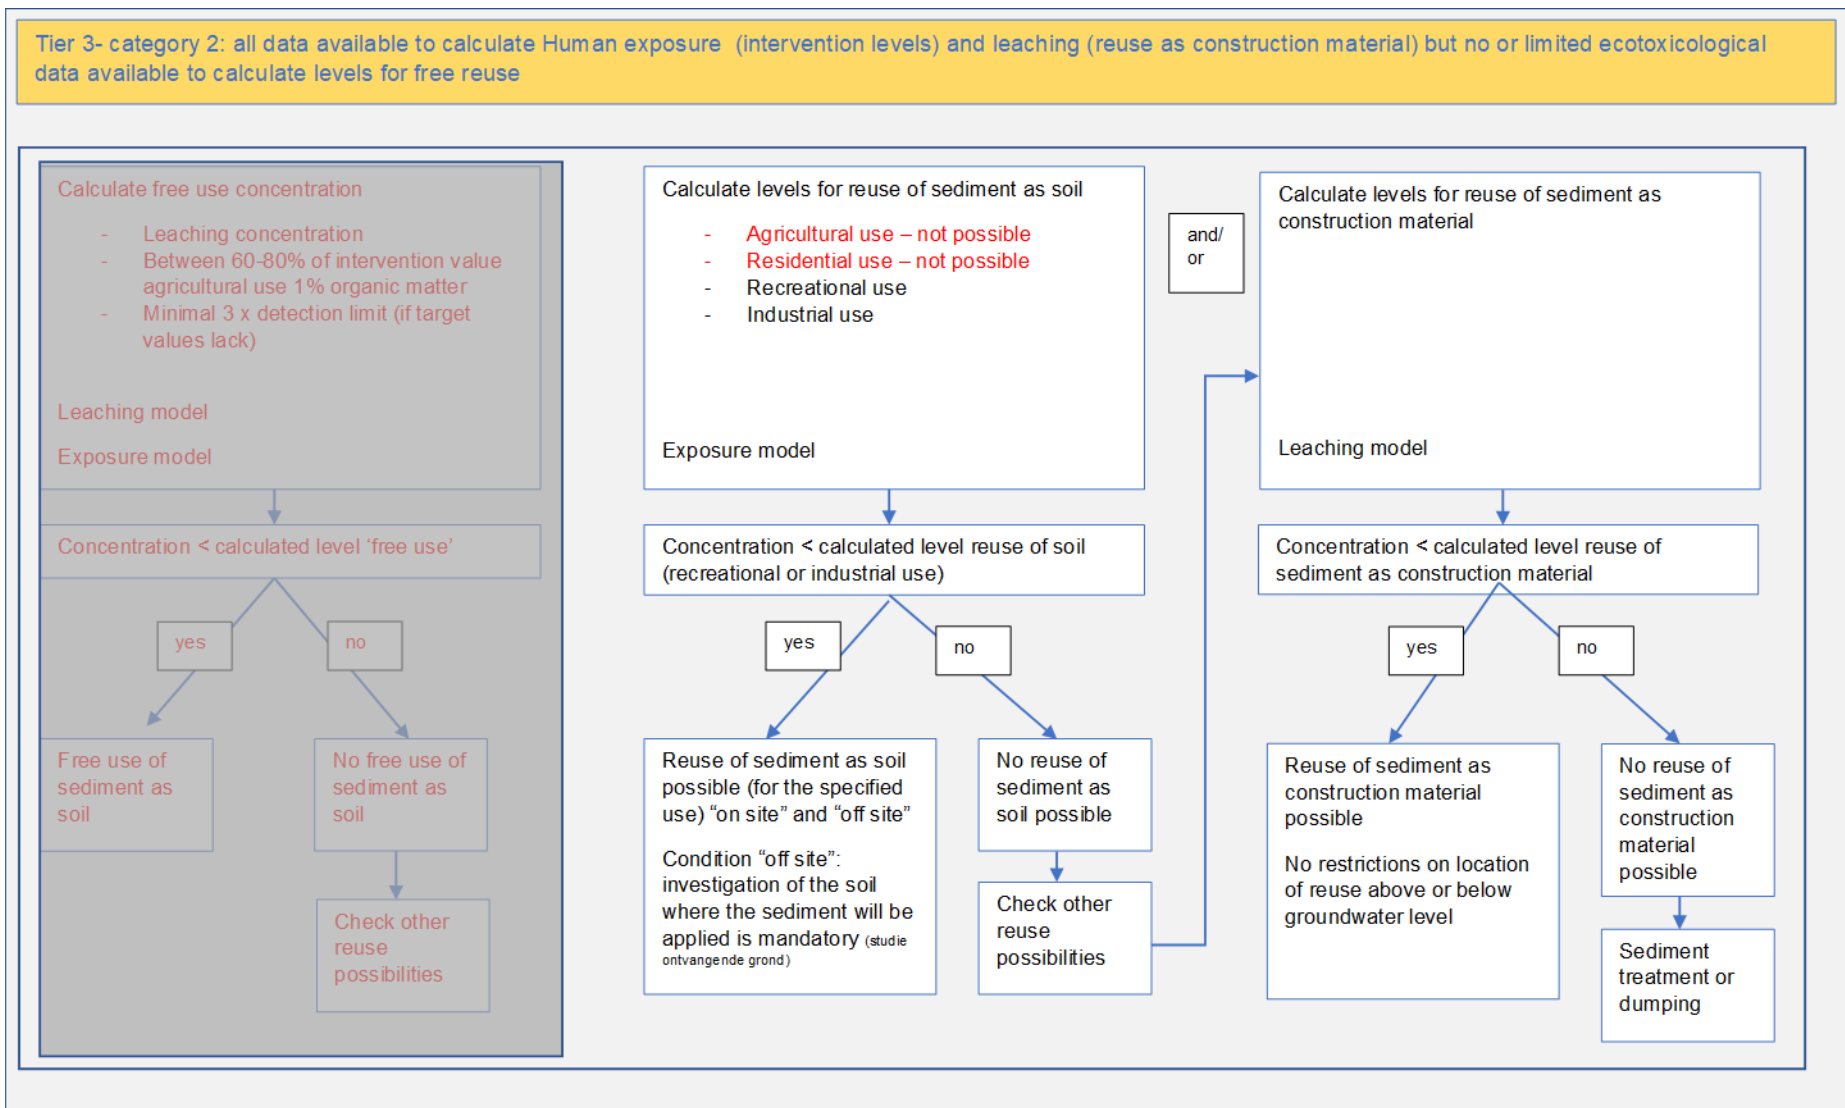 Tier 3- category 2: all data available to calculate Human exposure (intervention levels) and leaching (reuse as construction material) but no or limited ecotoxicological
data available to calculate levels for free reuse
Calculate free use concentration
- Leaching concentration
- Between 60-80% of intervention value
agricultural use 1% organic matter
- Minimal 3 x detection limit (if target
values lack)
Leaching model
Exposure model
Concentration < calculated level ‘free use’
yes
no
Free use of
sediment as
soil
No free use of
sediment as
soil
Check other
reuse
possibilities
Calculate levels for reuse of sediment as soil
- Agricultural use – not possible
- Residential use – not possible
- Recreational use
- Industrial use
Exposure model
Concentration < calculated level reuse of soil
(recreational or industrial use)
yes
no
Reuse of sediment as soil
possible (for the specified
use) “on site” and “off site”
Condition “off site”:
investigation of the soil
where the sediment will be
applied is mandatory (studie
ontvangende grond)
No reuse of
sediment as
soil possible
Check other
reuse
possibilities
and/
or
Calculate levels for reuse of sediment as
construction material
Leaching model
Concentration < calculated level reuse of
sediment as construction material
yes
no
Reuse of sediment as
construction material
possible
No restrictions on location
of reuse above or below
groundwater level
No reuse of
sediment as
construction
material
possible
Sediment
treatment or
dumping